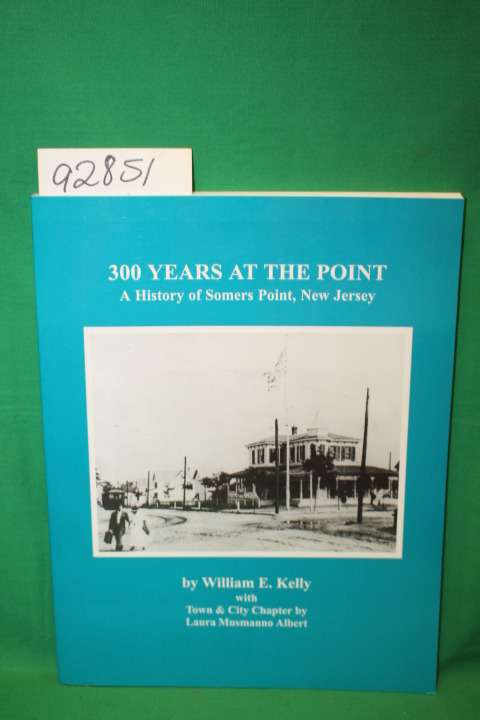 92851
300 YEARS AT THE POINT
A History of Somers Point, New Jersey
by William E. Kelly
with
Town & City Chapter by
Laura Musmanno Albert